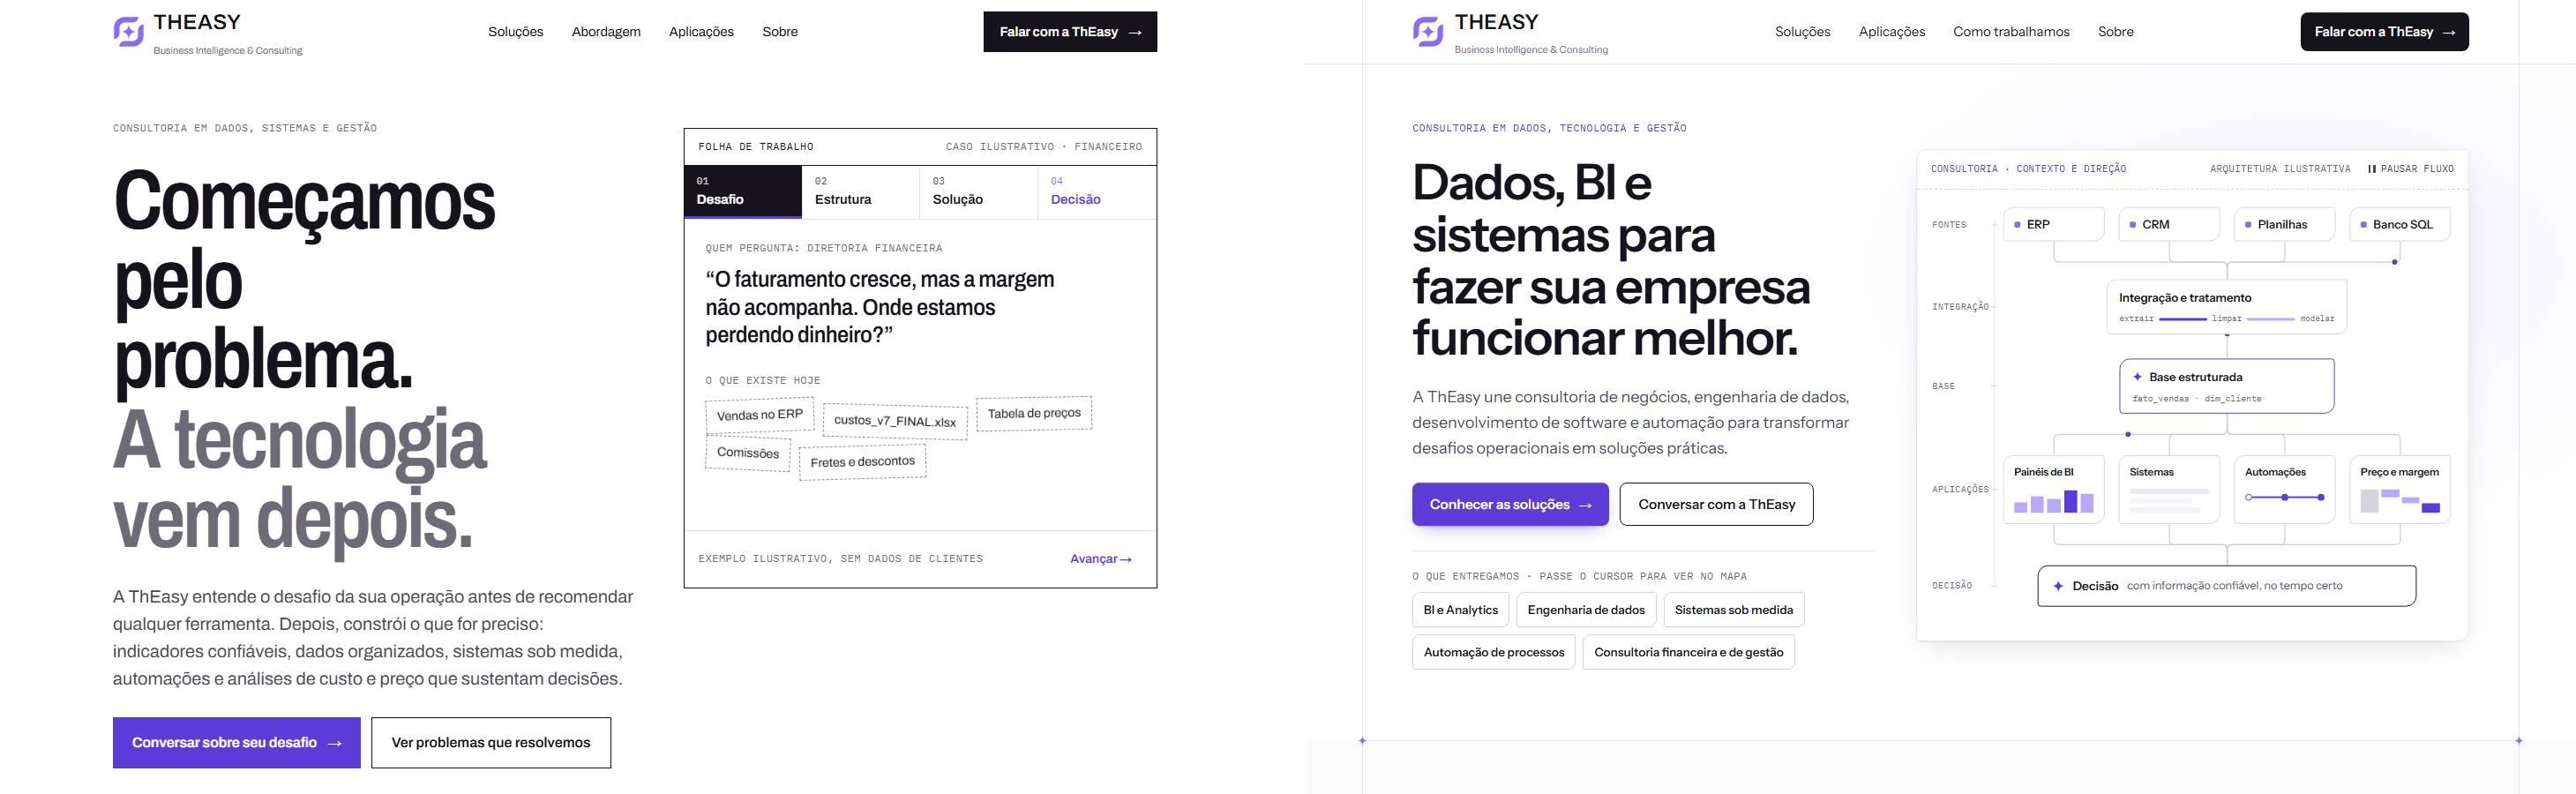 THEASY
Business Intelligence & Consulting
Soluções
Abordagem
Aplicações
Sobre
Falar com a ThEasy →
CONSULTORIA EM DADOS, SISTEMAS E GESTÃO
Começamos
pelo
problema.
A tecnologia
vem depois.
A ThEasy entende o desafio da sua operação antes de recomendar
qualquer ferramenta. Depois, constrói o que for preciso:
indicadores confiáveis, dados organizados, sistemas sob medida,
automações e análises de custo e preço que sustentam decisões.
Conversar sobre seu desafio →
Ver problemas que resolvemos
FOLHA DE TRABALHO
CASO ILUSTRATIVO · FINANCEIRO
01
Desafio
02
Estrutura
03
Solução
04
Decisão
QUEM PERGUNTA: DIRETORIA FINANCEIRA
“O faturamento cresce, mas a margem
não acompanha. Onde estamos
perdendo dinheiro?”
O QUE EXISTE HOJE
Vendas no ERP
custos_v7_FINAL.xlsx
Tabela de preços
Comissões
Fretes e descontos
EXEMPLO ILUSTRATIVO, SEM DADOS DE CLIENTES
Avançar →
THEASY
Business Intelligence & Consulting
Soluções
Aplicações
Como trabalhamos
Sobre
Falar com a ThEasy →
CONSULTORIA EM DADOS, TECNOLOGIA E GESTÃO
Dados, BI e
sistemas para
fazer sua empresa
funcionar melhor.
A ThEasy une consultoria de negócios, engenharia de dados,
desenvolvimento de software e automação para transformar
desafios operacionais em soluções práticas.
Conhecer as soluções →
Conversar com a ThEasy
O QUE ENTREGAMOS · PASSE O CURSOR PARA VER NO MAPA
BI e Analytics
Engenharia de dados
Sistemas sob medida
Automação de processos
Consultoria financeira e de gestão
CONSULTORIA · CONTEXTO E DIREÇÃO
ARQUITETURA ILUSTRATIVA
PAUSAR FLUXO
FONTES
ERP
CRM
Planilhas
Banco SQL
INTEGRAÇÃO
Integração e tratamento
extrair
limpar
modelar
BASE
Base estruturada
fato_vendas · dim_cliente
APLICAÇÕES
Painéis de BI
Sistemas
Automações
Preço e margem
DECISÃO
Decisão com informação confiável, no tempo certo